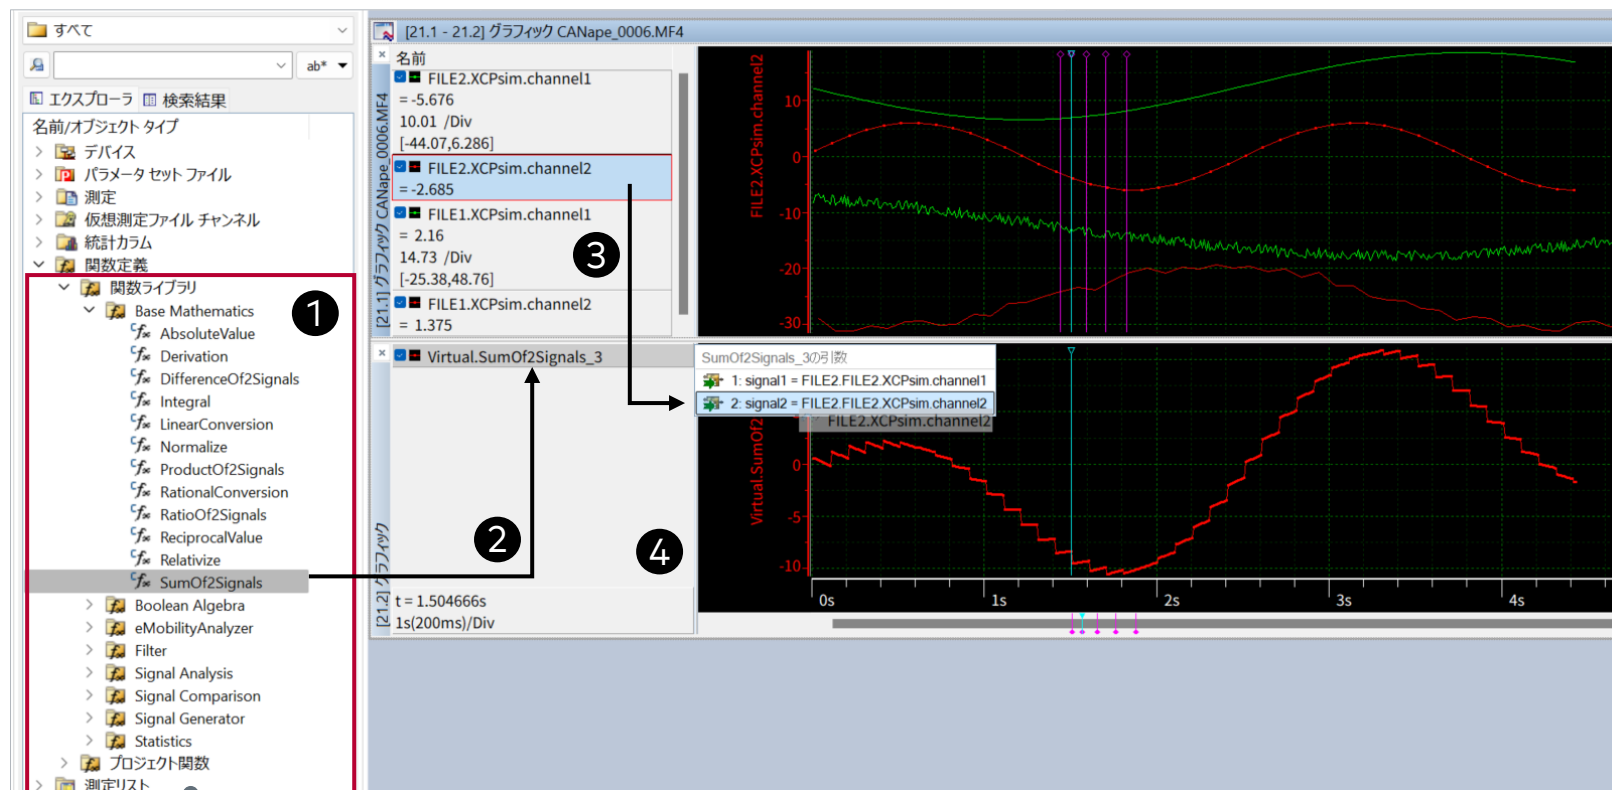 すべて
ab*
エクスプローラ 検索結果
名前/オブジェクト タイプ
デバイス
パラメータ セット ファイル
測定
仮想測定ファイル チャンネル
統計カラム
関数定義
関数ライブラリ
1
Base Mathematics
AbsoluteValue
Derivation
DifferenceOf2Signals
Integral
LinearConversion
Normalize
ProductOf2Signals
RationalConversion
RatioOf2Signals
ReciprocalValue
Relativize
SumOf2Signals
Boolean Algebra
eMobilityAnalyzer
Filter
Signal Analysis
Signal Comparison
Signal Generator
Statistics
プロジェクト関数
測定リスト
[21.1 - 21.2] グラフィック CANape_0006.MF4
[21.1] グラフィック CANape_0006.MF4
名前
FILE2.XCPsim.channel1
= -5.676
10.01 /Div
[-44.07,6.286]
FILE2.XCPsim.channel2
= -2.685
FILE1.XCPsim.channel1
= 2.16
14.73 /Div
[-25.38,48.76]
FILE1.XCPsim.channel2
= 1.375
3
FILE2.XCPsim.channel2
10
0
-10
-20
-30
[21.2] グラフィック
Virtual.SumOf2Signals_3
2
4
t = 1.504666s
1s(200ms)/Div
SumOf2Signals_3の引数
1: signal1 = FILE2.FILE2.XCPsim.channel1
2: signal2 = FILE2.FILE2.XCPsim.channel2
FILE2.XCPsim.channel2
Virtual.SumOf2
0
-5
-10
0s 1s 2s 3s 4s